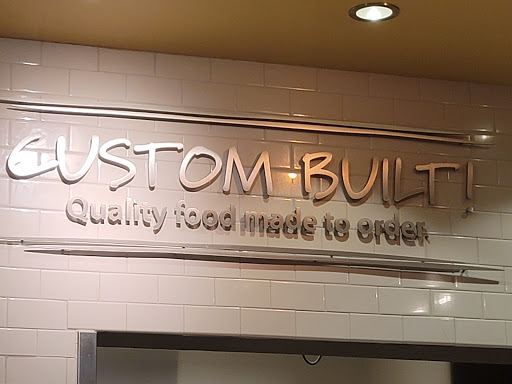 CUSTOM BUILT!
Quality food made to order.